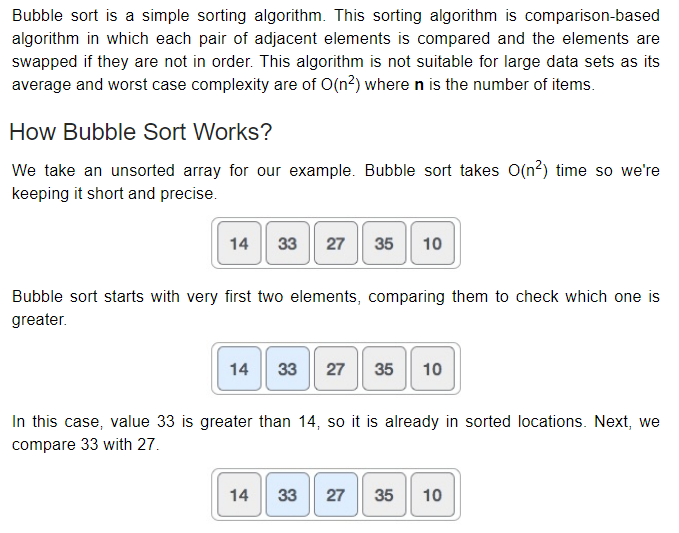 Bubble sort is a simple sorting algorithm. This sorting algorithm is comparison-based
algorithm in which each pair of adjacent elements is compared and the elements are
swapped if they are not in order. This algorithm is not suitable for large data sets as its
average and worst case complexity are of Ο(n²) where n is the number of items.
How Bubble Sort Works?
We take an unsorted array for our example. Bubble sort takes Ο(n²) time so we're
keeping it short and precise.
14 33 27 35 10
Bubble sort starts with very first two elements, comparing them to check which one is
greater.
14 33 27 35 10
In this case, value 33 is greater than 14, so it is already in sorted locations. Next, we
compare 33 with 27.
14 33 27 35 10